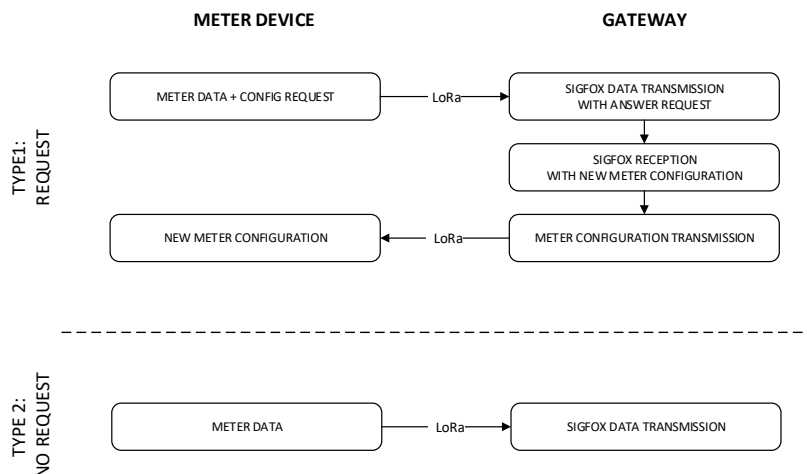 METER DEVICE
GATEWAY
TYPE1:
REQUEST
METER DATA + CONFIG REQUEST
LoRa
SIGFOX DATA TRANSMISSION
WITH ANSWER REQUEST
SIGFOX RECEPTION
WITH NEW METER CONFIGURATION
NEW METER CONFIGURATION
LoRa
METER CONFIGURATION TRANSMISSION
TYPE 2:
NO REQUEST
METER DATA
LoRa
SIGFOX DATA TRANSMISSION